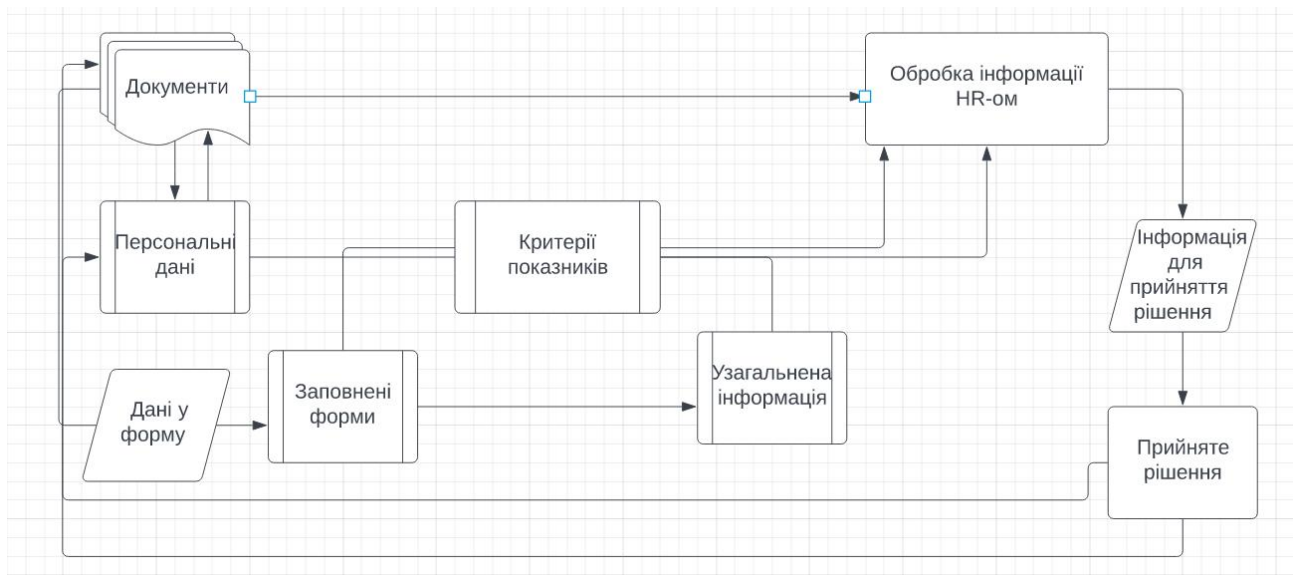 Документи
Обробка інформації
HR-ом
Персональні
дані
Критерії
показників
Інформація
для
прийняття
рішення
Заповнені
форми
Узагальнена
інформація
Дані у
форму
Прийняте
рішення